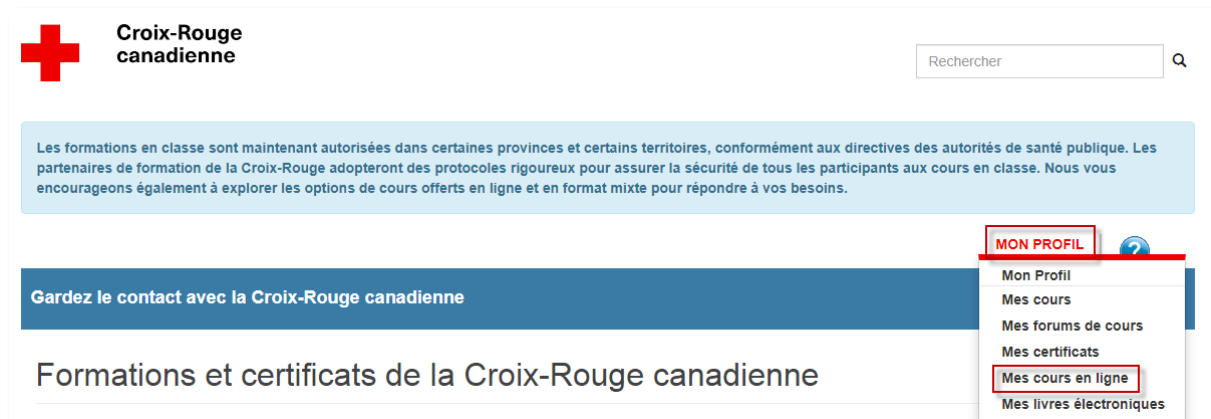 Croix-Rouge
canadienne
Rechercher
Les formations en classe sont maintenant autorisées dans certaines provinces et certains territoires, conformément aux directives des autorités de santé publique. Les
partenaires de formation de la Croix-Rouge adopteront des protocoles rigoureux pour assurer la sécurité de tous les participants aux cours en classe. Nous vous
encourageons également à explorer les options de cours offerts en ligne et en format mixte pour répondre à vos besoins.
MON PROFIL ?
Mon Profil
Gardez le contact avec la Croix-Rouge canadienne
Mes cours
Mes forums de cours
Mes certificats
Formations et certificats de la Croix-Rouge canadienne
Mes cours en ligne
Mes livres électroniques